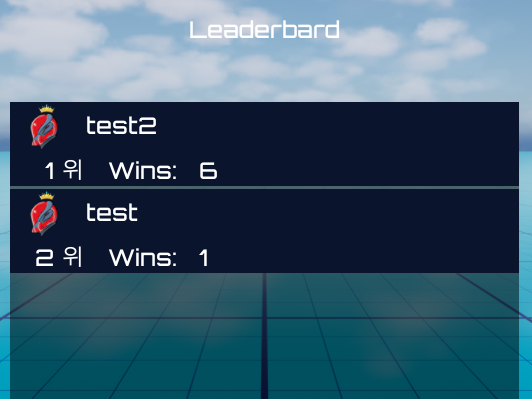 Leaderbard
test2
1 위 Wins: 6
test
2 위 Wins: 1